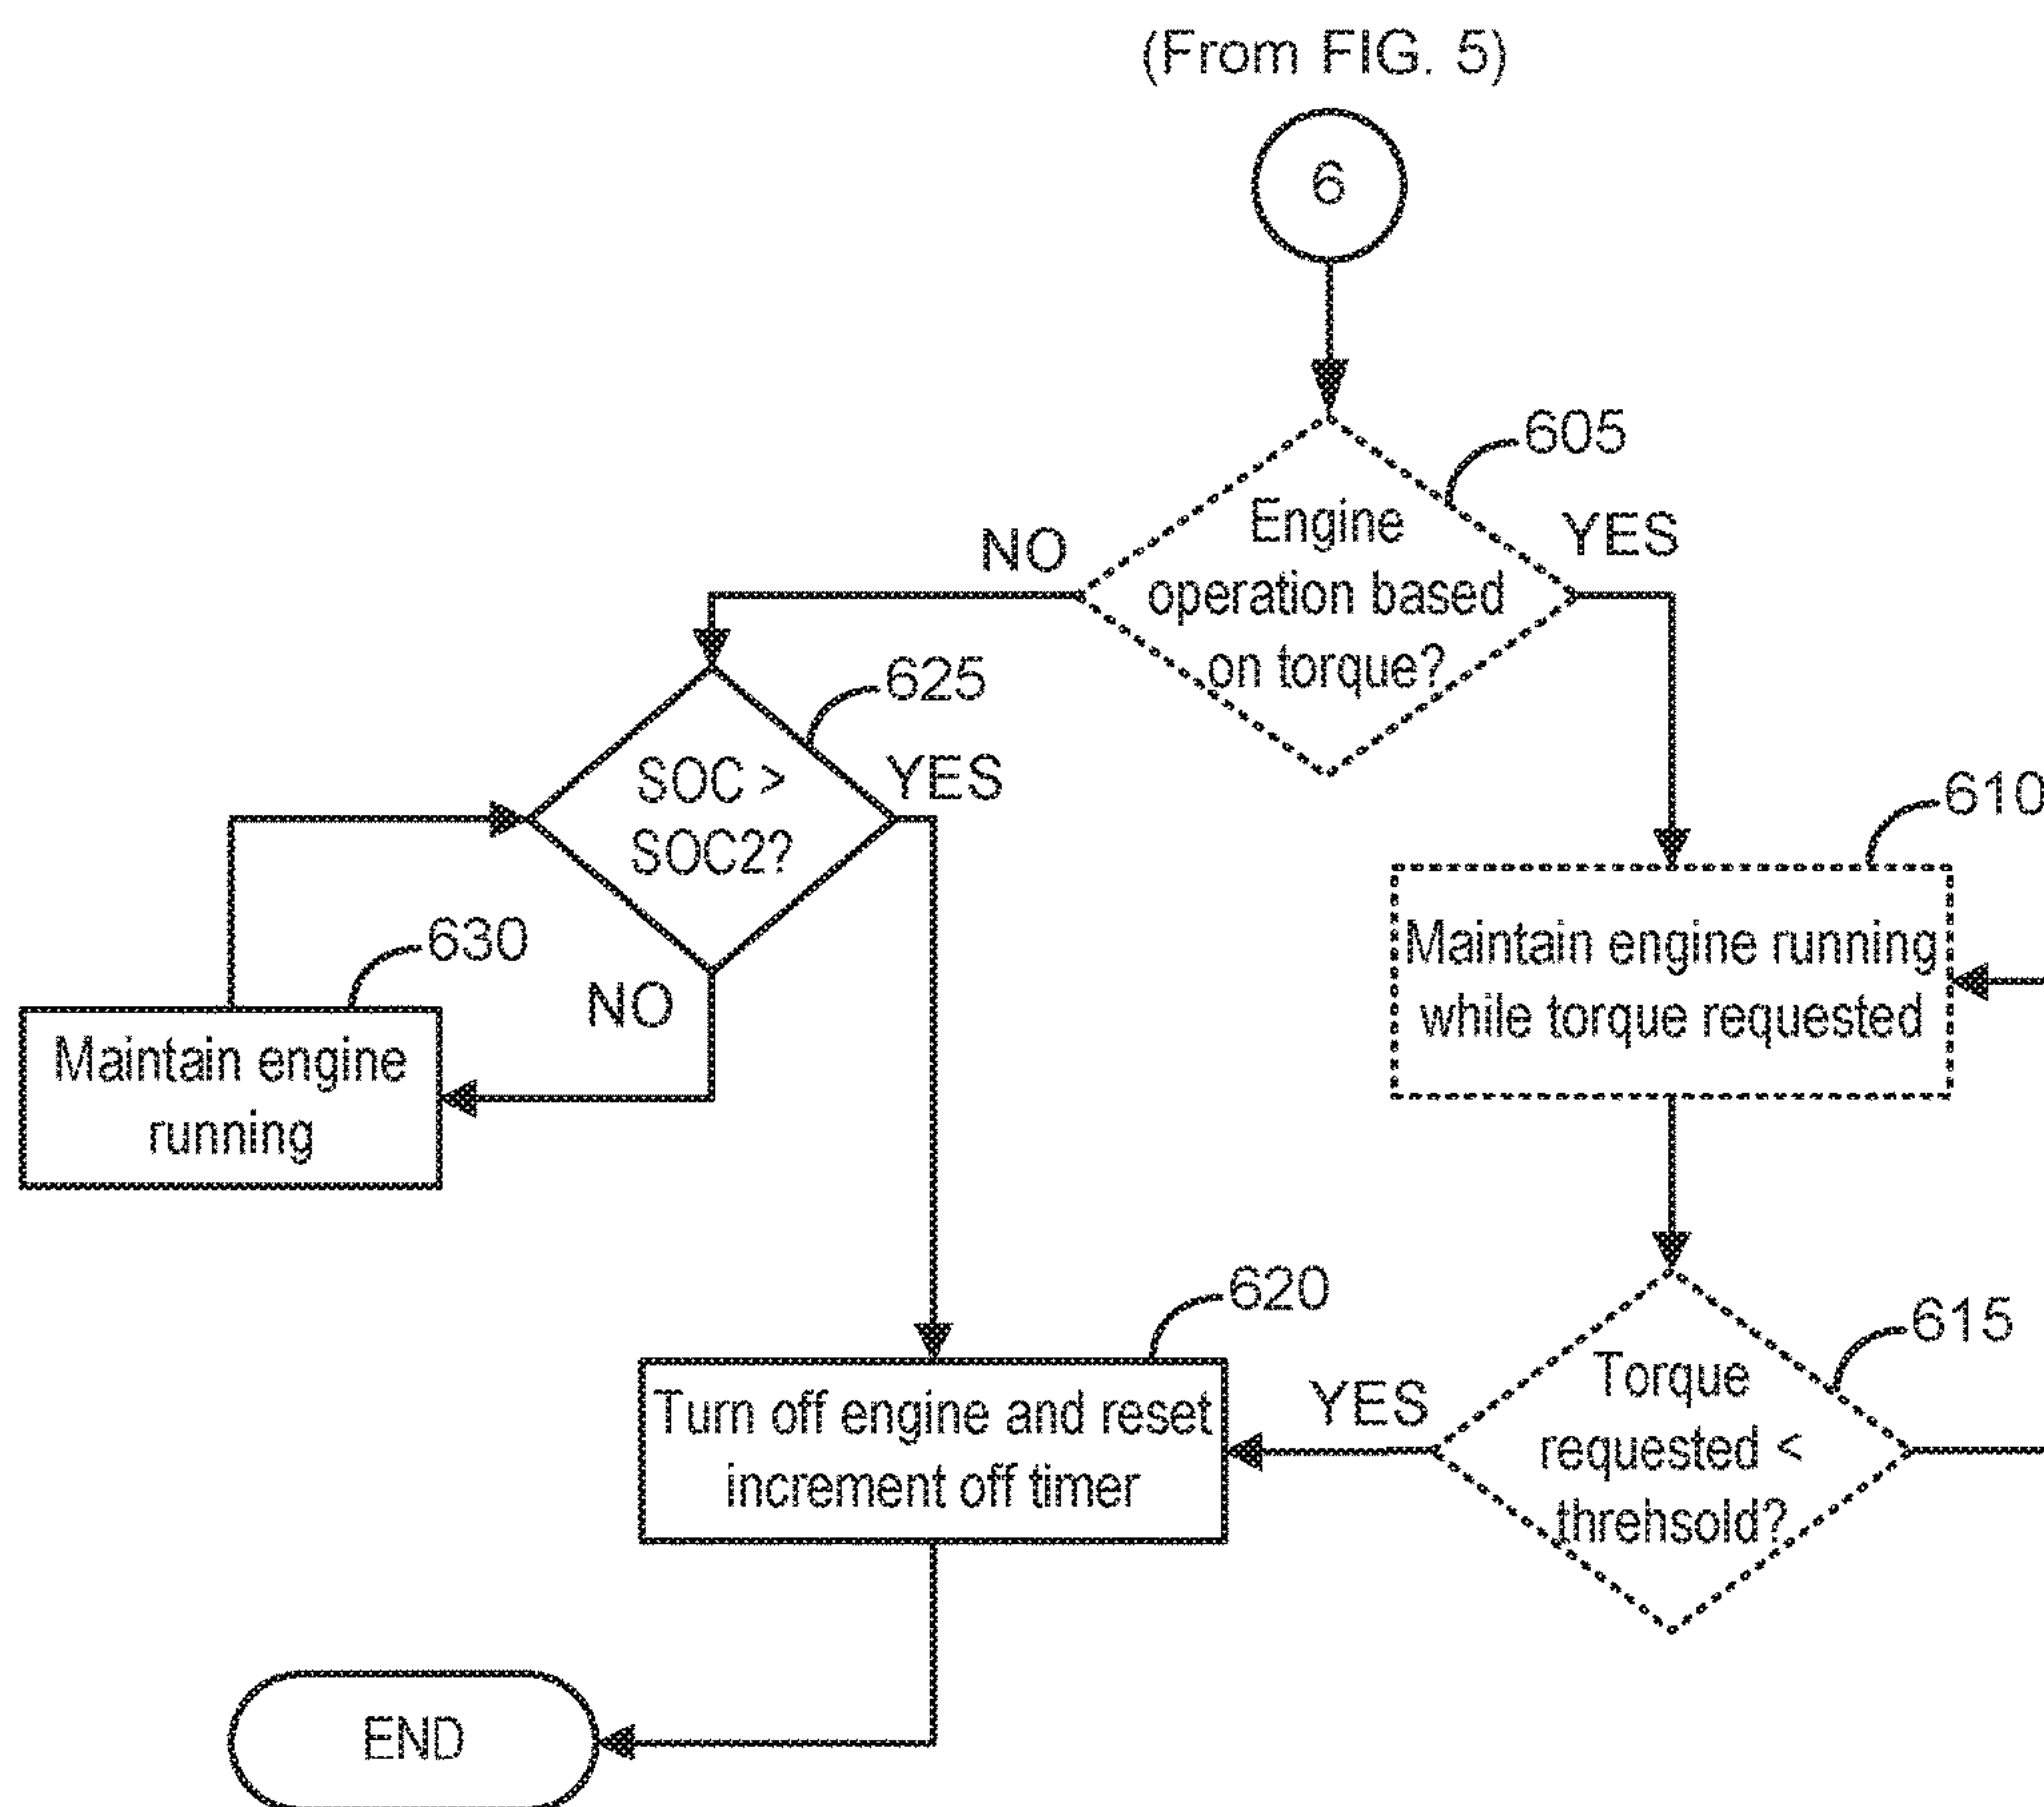 (From FIG. 5)
6
605
Engine
operation based
on torque?
NO
YES
625
SOC >
SOC2?
YES
NO
630
Maintain engine
running
610
Maintain engine running
while torque requested
615
Torque
requested <
threhsold?
YES
620
Turn off engine and reset
increment off timer
END